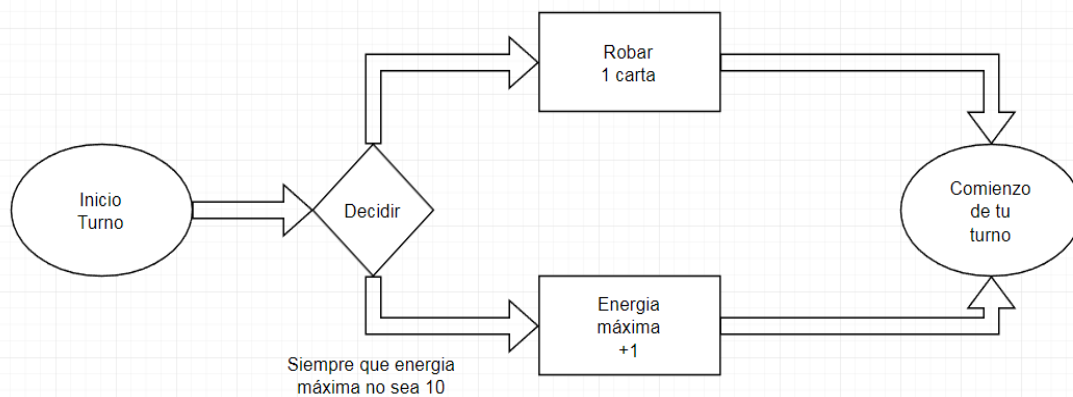 Inicio
Turno
Decidir
Robar
1 carta
Energia
máxima
+1
Siempre que energia
máxima no sea 10
Comienzo
de tu
turno